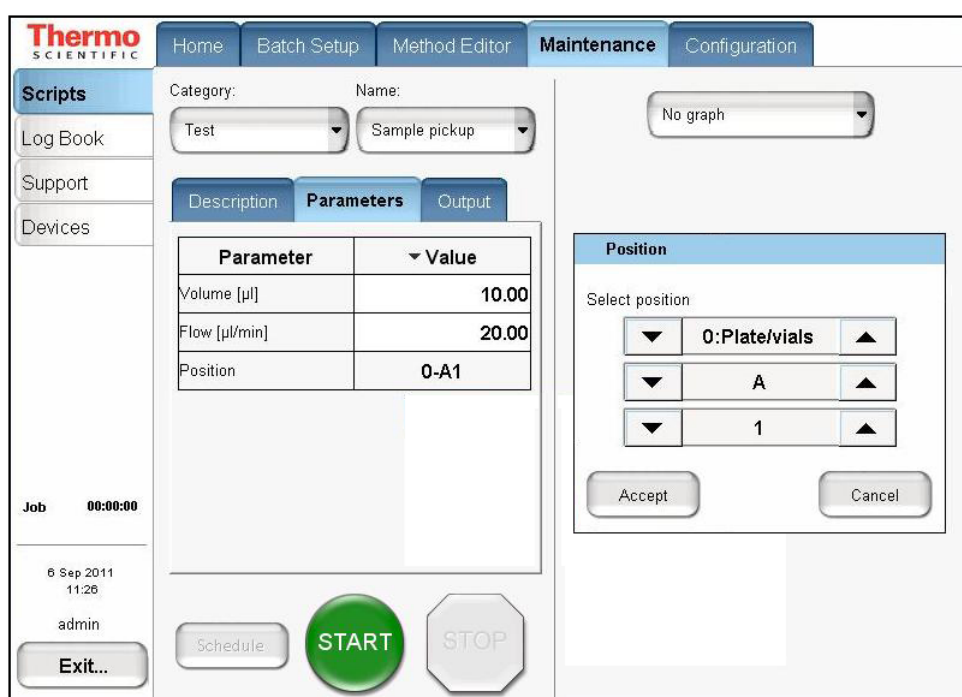 Thermo
SCIENTIFIC
Home
Batch Setup
Method Editor
Maintenance
Configuration
Scripts
Log Book
Support
Devices
Category:
Name:
Test
Sample pickup
No graph
Description
Parameters
Output
Parameter
Value
Volume [µl]
10.00
Flow [µl/min]
20.00
Position
0-A1
Position
Select position
0:Plate/vials
A
1
Accept
Cancel
Job 00:00:00
6 Sep 2011
11:26
admin
Exit...
Schedule
START
STOP